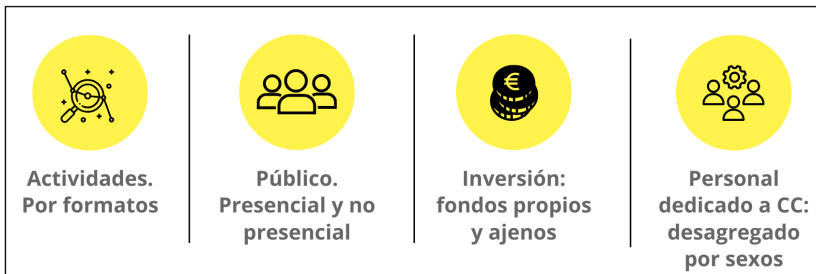 Actividades.
Por formatos
Público.
Presencial y no
presencial
€
Inversión:
fondos propios
y ajenos
Personal
dedicado a CC:
desagregado
por sexos